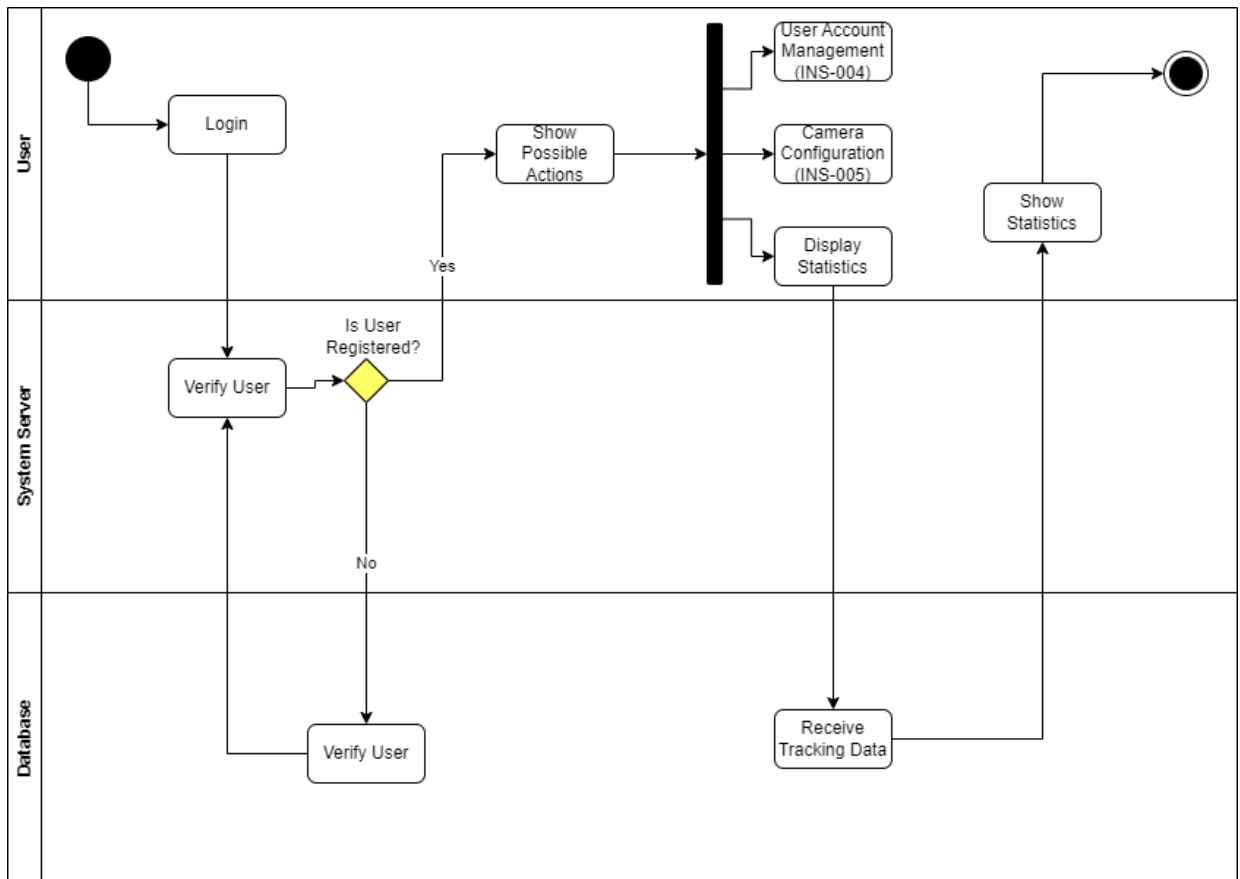 User
Login
Show
Possible
Actions
User Account
Management
(INS-004)
Camera
Configuration
(INS-005)
Display
Statistics
Show
Statistics
Yes
System Server
Verify User
Is User
Registered?
No
Database
Verify User
Receive
Tracking Data